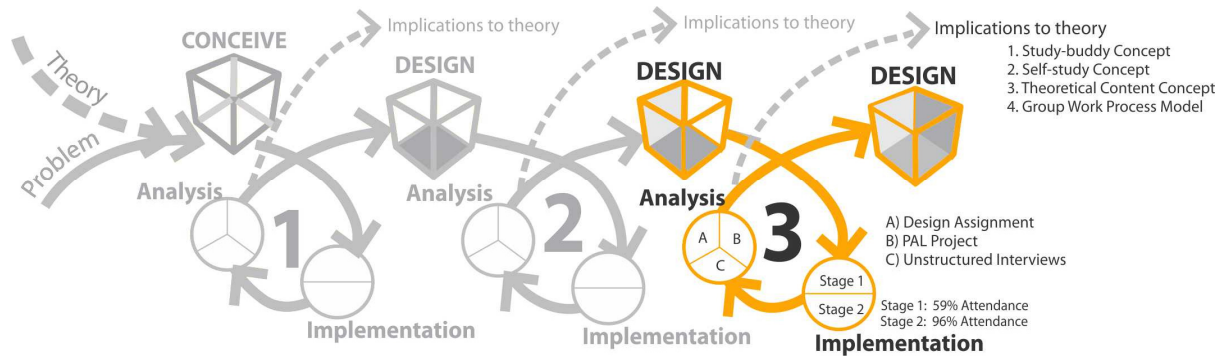 Theory
Problem
CONCEIVE
Analysis
1
Implementation
Implications to theory
DESIGN
Analysis
2
Implementation
Implications to theory
DESIGN
Analysis
A
B
C
3
Stage 1
Stage 2
Implementation
Implications to theory
1. Study-buddy Concept
2. Self-study Concept
3. Theoretical Content Concept
4. Group Work Process Model
DESIGN
A) Design Assignment
B) PAL Project
C) Unstructured Interviews
Stage 1: 59% Attendance
Stage 2: 96% Attendance